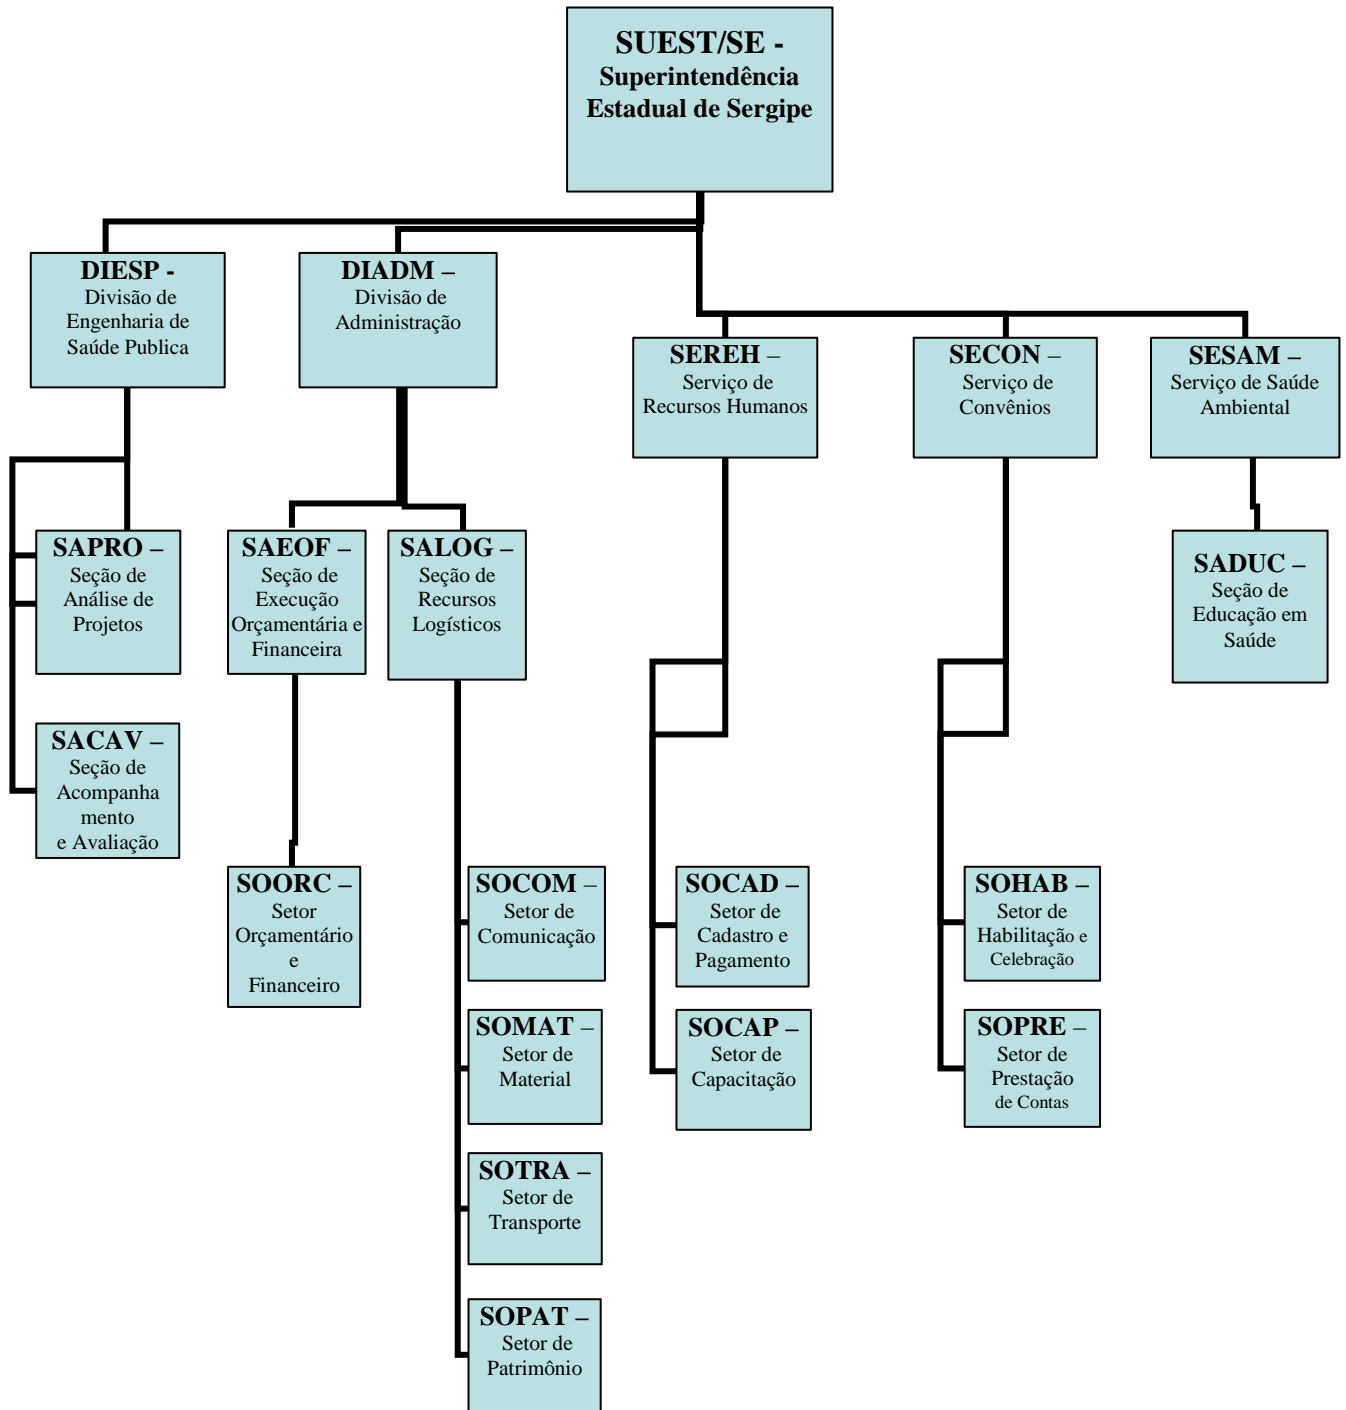 SUEST/SE -
Superintendência
Estadual de Sergipe
DIESP -
Divisão de
Engenharia de
Saúde Publica
DIADM –
Divisão de
Administração
SEREH –
Serviço de
Recursos Humanos
SECON –
Serviço de
Convênios
SESAM –
Serviço de Saúde
Ambiental
SAPRO –
Seção de
Análise de
Projetos
SAEOF –
Seção de
Execução
Orçamentária e
Financeira
SALOG –
Seção de
Recursos
Logísticos
SADUC –
Seção de
Educação em
Saúde
SACAV –
Seção de
Acompanha
mento
e Avaliação
SOORC –
Setor
Orçamentário
e
Financeiro
SOCOM –
Setor de
Comunicação
SOCAD –
Setor de
Cadastro e
Pagamento
SOHAB –
Setor de
Habilitação e
Celebração
SOMAT –
Setor de
Material
SOCAP –
Setor de
Capacitação
SOPRE –
Setor de
Prestação
de Contas
SOTRA –
Setor de
Transporte
SOPAT –
Setor de
Patrimônio